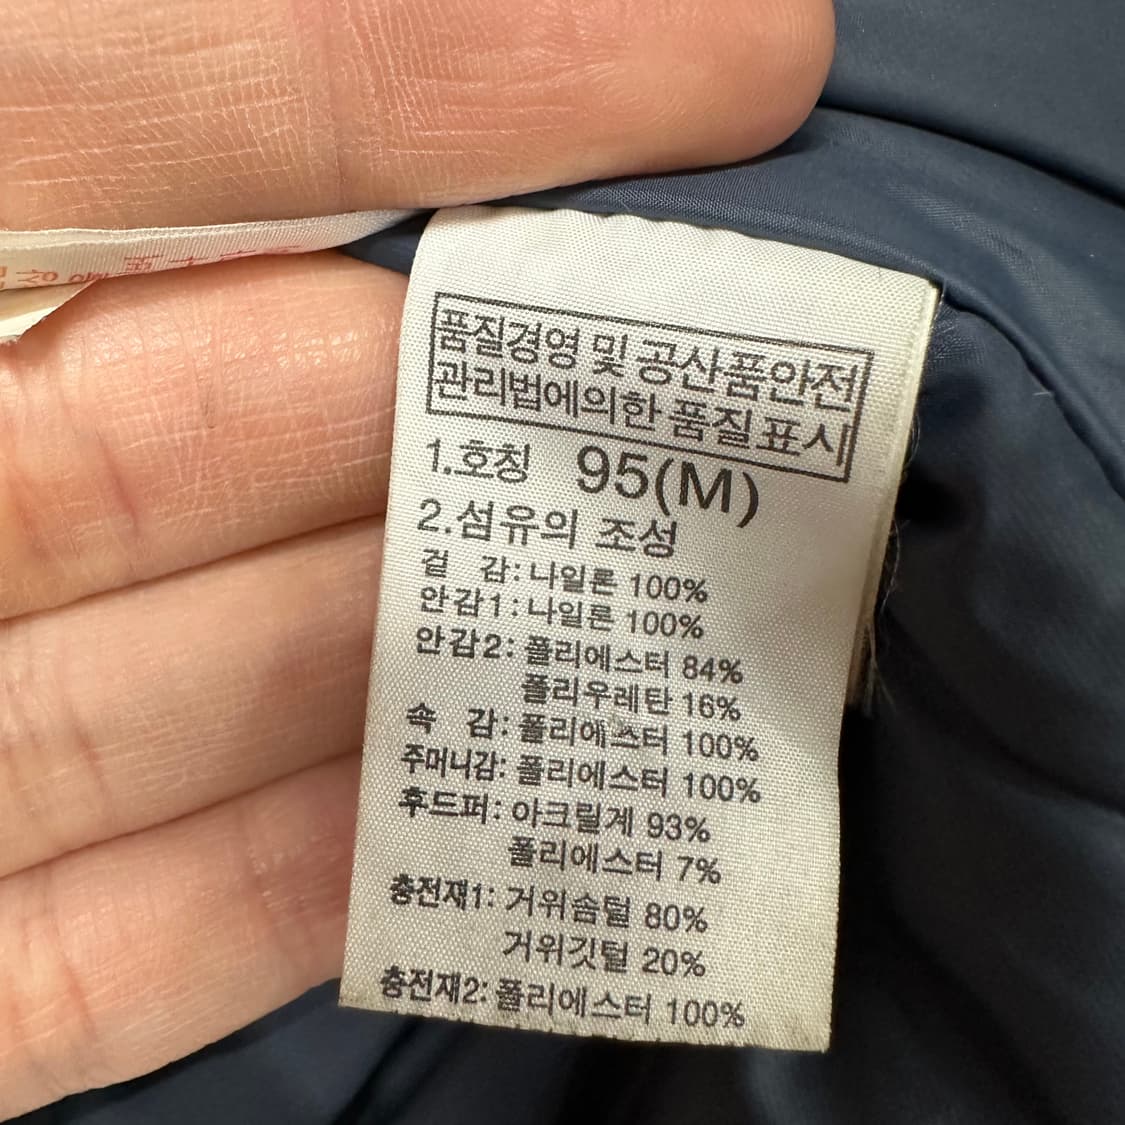 품질경영 및 공산품안전
관리법에의한 품질표시
1.호칭 95(M)
2.섬유의 조성
겉 감: 나일론 100%
안감1: 나일론 100%
안감2: 폴리에스터 84%
폴리우레탄 16%
속 감: 폴리에스터 100%
주머니감: 폴리에스터 100%
후드퍼: 아크릴계 93%
폴리에스터 7%
충전재1: 거위솜털 80%
거위깃털 20%
충전재2: 폴리에스터 100%